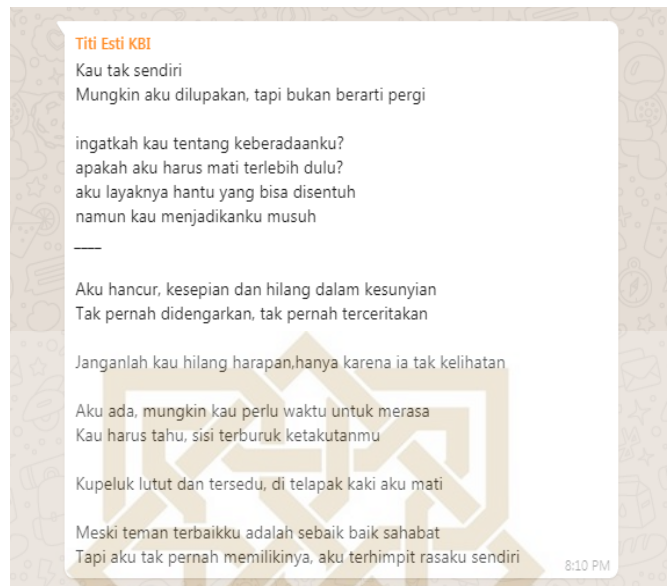 Titi Esti KBI
Kau tak sendiri
Mungkin aku dilupakan, tapi bukan berarti pergi
ingatkah kau tentang keberadaanku?
apakah aku harus mati terlebih dulu?
aku layaknya hantu yang bisa disentuh
namun kau menjadikanku musuh
____
Aku hancur, kesepian dan hilang dalam kesunyian
Tak pernah didengarkan, tak pernah terceritakan
Janganlah kau hilang harapan,hanya karena ia tak kelihatan
Aku ada, mungkin kau perlu waktu untuk merasa
Kau harus tahu, sisi terburuk ketakutanmu
Kupeluk lutut dan tersedu, di telapak kaki aku mati
Meski teman terbaikku adalah sebaik baik sahabat
Tapi aku tak pernah memilikinya, aku terhimpit rasaku sendiri
8:10 PM